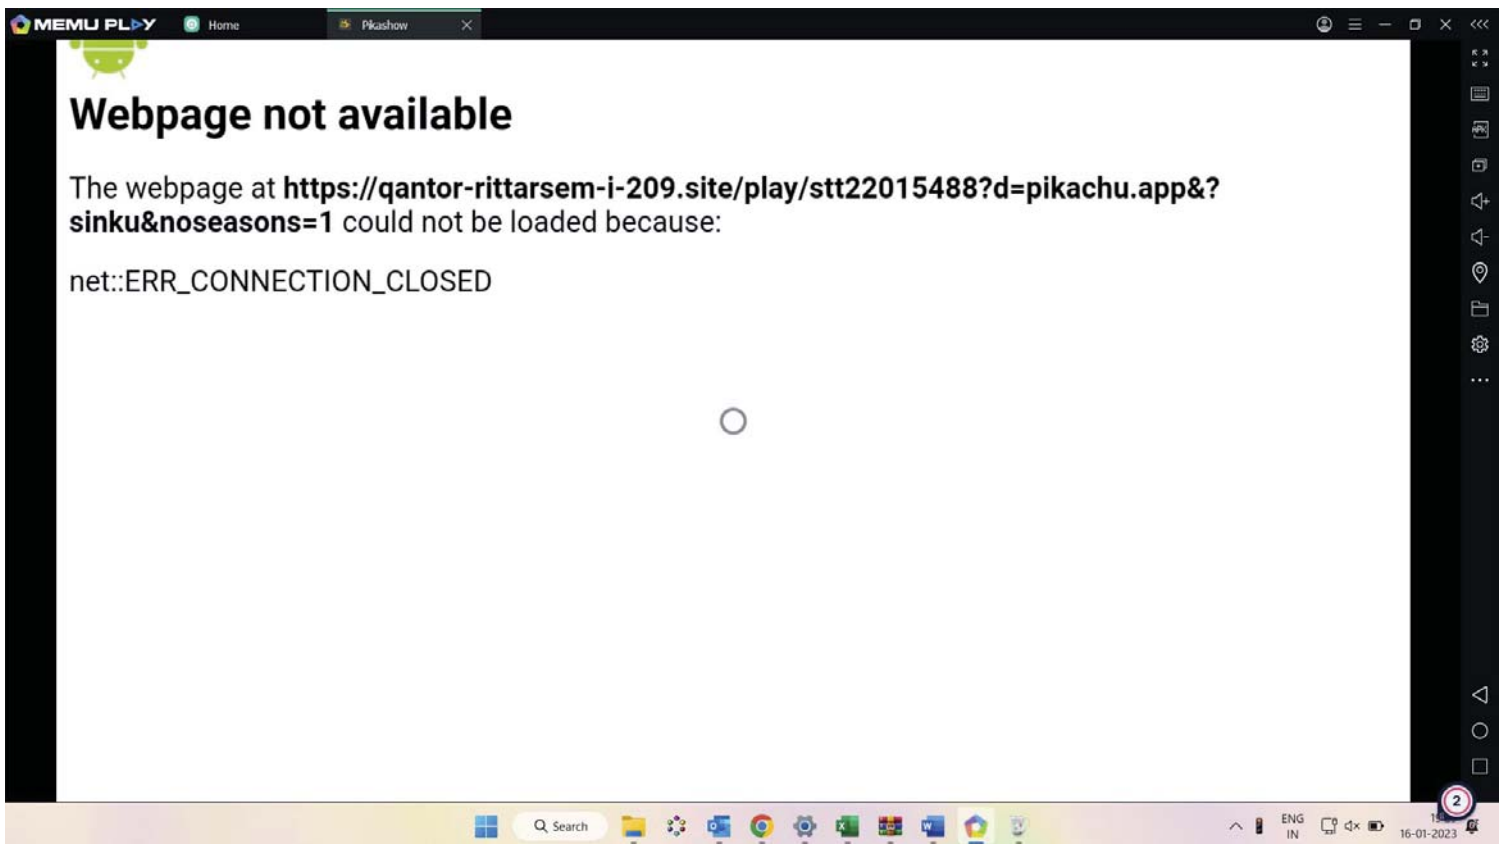 MEMU PLAY Home Pikashow
Webpage not available
The webpage at https://qantor-rittarsem-i-209.site/play/stt22015488?d=pikachu.app&?
sinku&noseasons=1 could not be loaded because:
net::ERR_CONNECTION_CLOSED
APK
2
Search
ENG
IN
16-01-2023